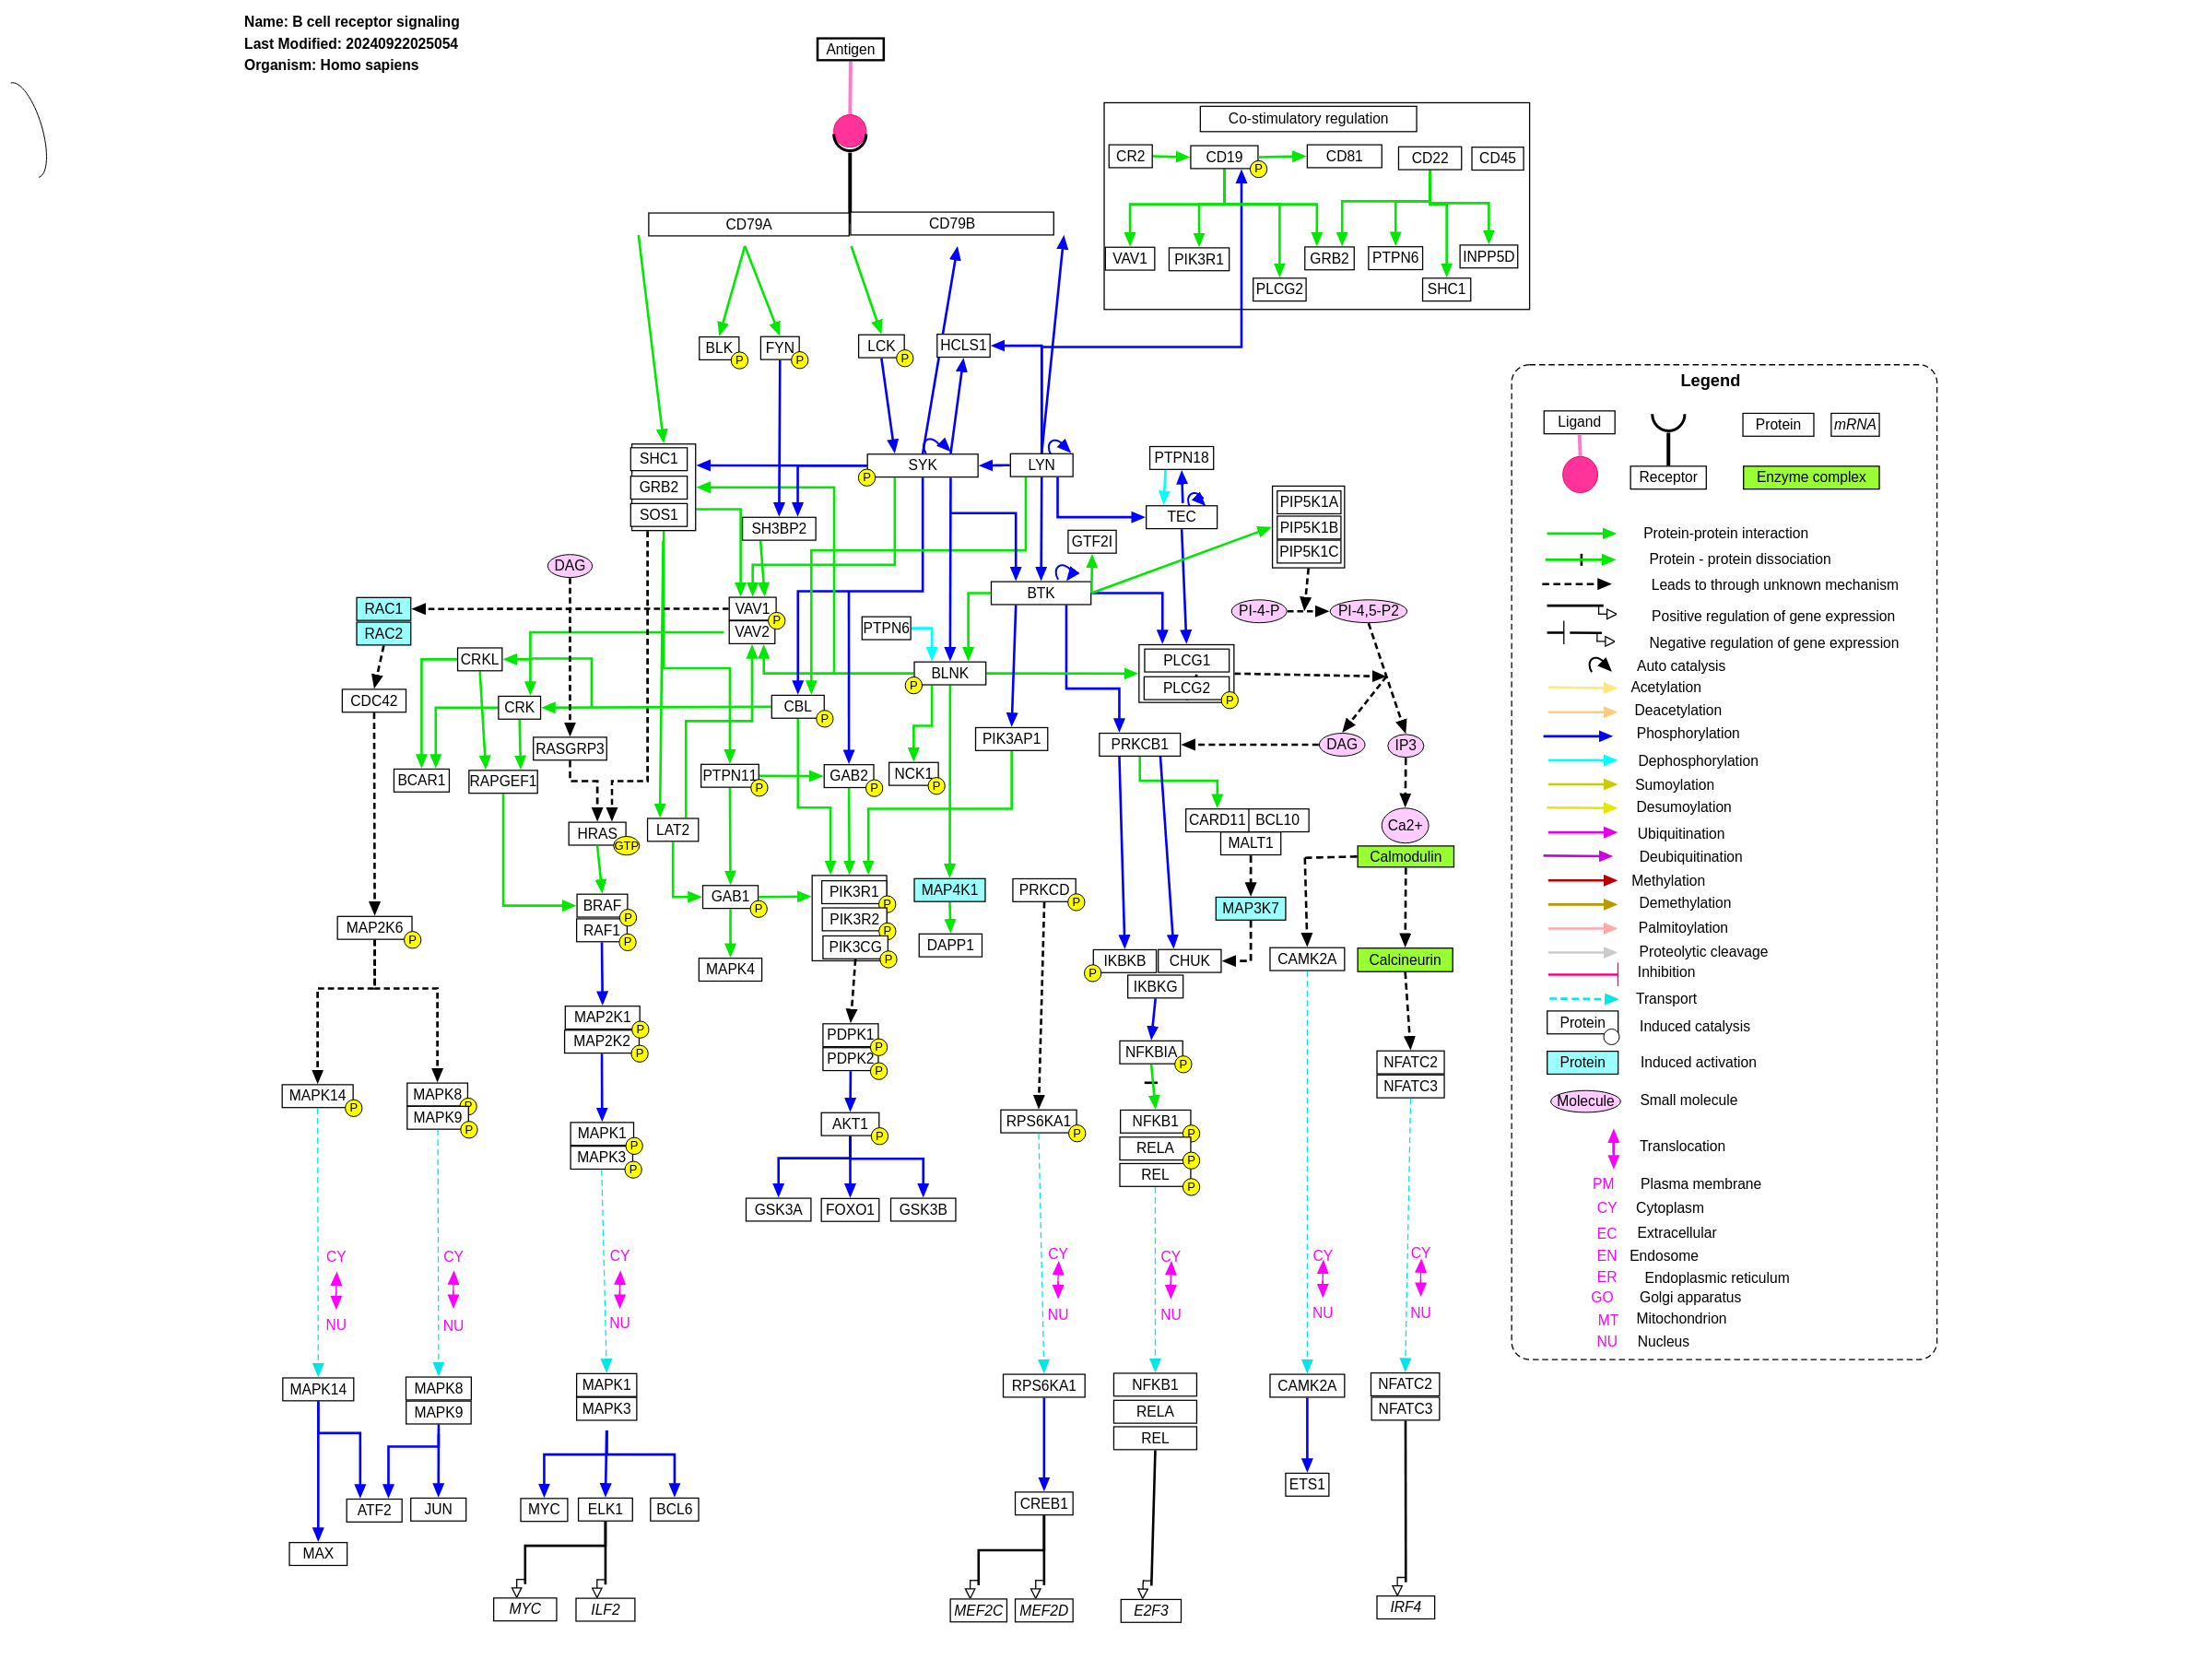 Name: B cell receptor signaling
Last Modified: 20240922025054
Organism: Homo sapiens
Antigen
Co-stimulatory regulation
CR2
CD19
P
CD81
CD22
CD45
CD79A
CD79B
VAV1
PIK3R1
GRB2
PTPN6
INPP5D
PLCG2
SHC1
BLK
P
FYN
P
LCK
P
HCLS1
SHC1
GRB2
SOS1
SYK
P
LYN
PTPN18
TEC
SH3BP2
GTF2I
PIP5K1A
PIP5K1B
PIP5K1C
DAG
BTK
RAC1
RAC2
VAV1
P
VAV2
PTPN6
PI-4-P
PI-4,5-P2
CRKL
BLNK
P
PLCG1
PLCG2
P
CDC42
CRK
CBL
P
RASGRP3
PIK3AP1
PRKCB1
DAG
IP3
BCAR1
RAPGEF1
PTPN11
P
GAB2
P
NCK1
P
HRAS
GTP
LAT2
CARD11
BCL10
MALT1
Ca2+
Calmodulin
BRAF
P
RAF1
P
GAB1
P
PIK3R1
P
PIK3R2
P
PIK3CG
P
MAP4K1
PRKCD
P
MAP3K7
MAP2K6
P
DAPP1
MAPK4
IKBKB
P
CHUK
IKBKG
CAMK2A
Calcineurin
MAP2K1
P
MAP2K2
P
PDPK1
P
PDPK2
P
NFKBIA
P
NFATC2
NFATC3
MAPK14
P
MAPK8
P
MAPK9
P
MAPK1
P
MAPK3
P
AKT1
P
RPS6KA1
P
NFKB1
P
RELA
P
REL
P
GSK3A
FOXO1
GSK3B
CY
NU
CY
NU
CY
NU
CY
NU
CY
NU
CY
NU
CY
NU
MAPK14
MAPK8
MAPK9
MAPK1
MAPK3
RPS6KA1
NFKB1
RELA
REL
CAMK2A
NFATC2
NFATC3
ATF2
JUN
MYC
ELK1
BCL6
CREB1
ETS1
MAX
MYC
ILF2
MEF2C
MEF2D
E2F3
IRF4
Legend
Ligand
Receptor
Protein
mRNA
Enzyme complex
Protein-protein interaction
Protein - protein dissociation
Leads to through unknown mechanism
Positive regulation of gene expression
Negative regulation of gene expression
Auto catalysis
Acetylation
Deacetylation
Phosphorylation
Dephosphorylation
Sumoylation
Desumoylation
Ubiquitination
Deubiquitination
Methylation
Demethylation
Palmitoylation
Proteolytic cleavage
Inhibition
Transport
Protein
Induced catalysis
Protein
Induced activation
Molecule
Small molecule
Translocation
PM Plasma membrane
CY Cytoplasm
EC Extracellular
EN Endosome
ER Endoplasmic reticulum
GO Golgi apparatus
MT Mitochondrion
NU Nucleus